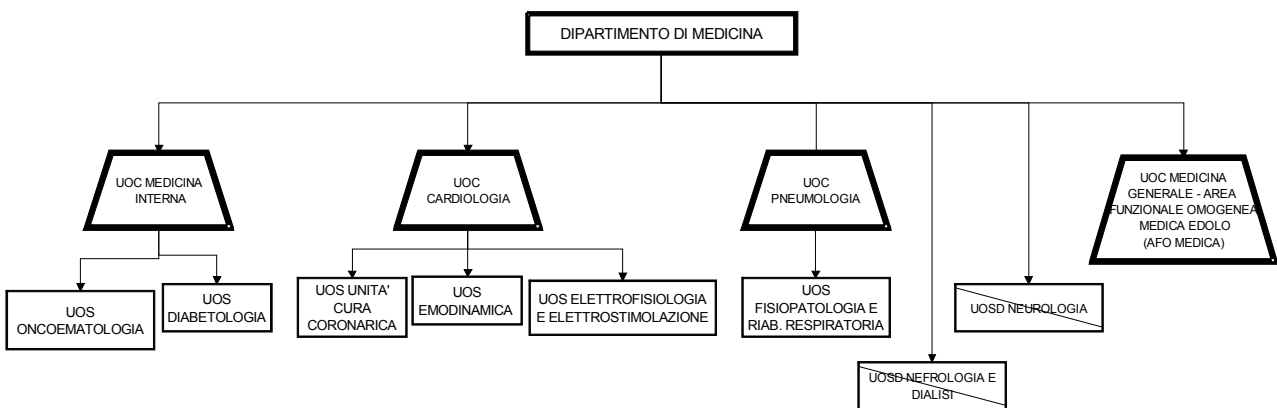 DIPARTIMENTO DI MEDICINA
UOC MEDICINA
INTERNA
UOC
CARDIOLOGIA
UOC
PNEUMOLOGIA
UOC MEDICINA
GENERALE - AREA
FUNZIONALE OMOGENEA
MEDICA EDOLO
(AFO MEDICA)
UOS
ONCOEMATOLOGIA
UOS
DIABETOLOGIA
UOS UNITA'
CURA
CORONARICA
UOS
EMODINAMICA
UOS ELETTROFISIOLOGIA
E ELETTROSTIMOLAZIONE
UOS
FISIOPATOLOGIA E
RIAB. RESPIRATORIA
UOSD NEUROLOGIA
UOSD NEFROLOGIA E
DIALISI